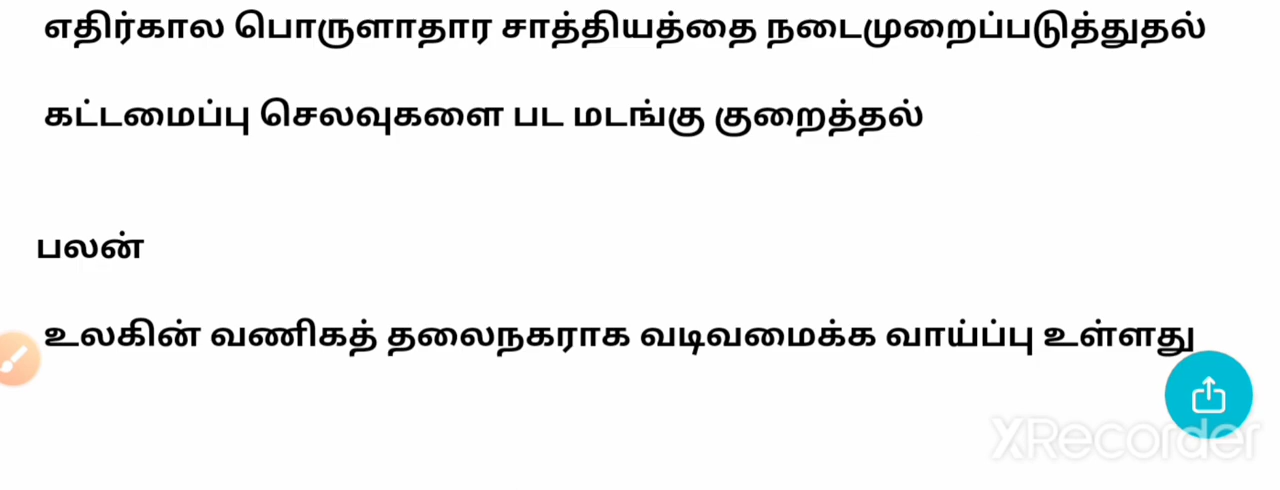 எதிர்கால பொருளாதார சாத்தியத்தை நடைமுறைப்படுத்துதல்
கட்டமைப்பு செலவுகளை பட மடங்கு குறைத்தல்
பலன்
உலகின் வணிகத் தலைநகராக வடிவமைக்க வாய்ப்பு உள்ளது
XRecorder